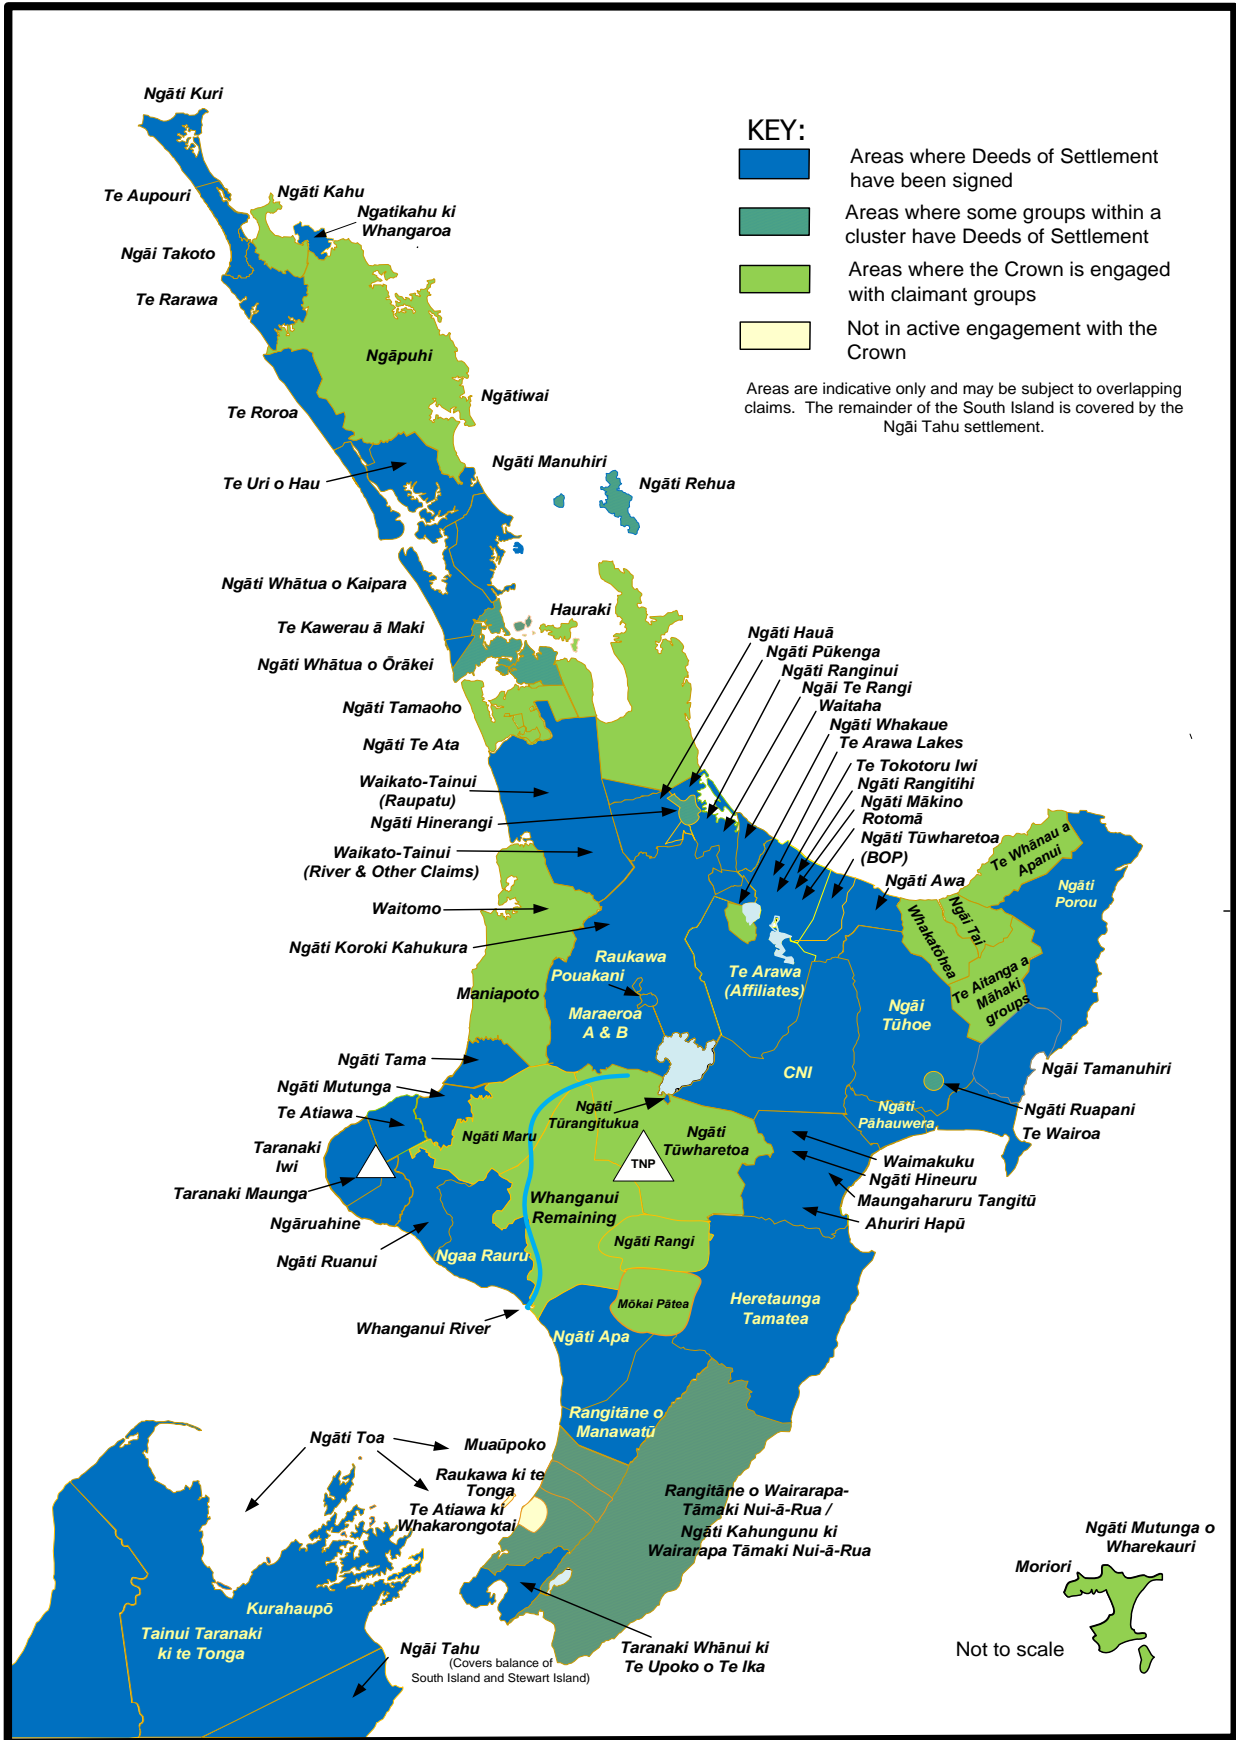 Ngāti Kuri
KEY:
Areas where Deeds of Settlement
have been signed
Areas where some groups within a
cluster have Deeds of Settlement
Areas where the Crown is engaged
with claimant groups
Not in active engagement with the
Crown
Areas are indicative only and may be subject to overlapping
claims. The remainder of the South Island is covered by the
Ngāi Tahu settlement.
Te Aupouri
Ngāti Kahu
Ngatikahu ki
Whangaroa
Ngāi Takoto
Te Rarawa
Ngāpuhi
Ngātiwai
Te Roroa
Ngāti Manuhiri
Te Uri o Hau
Ngāti Rehua
Ngāti Whātua o Kaipara
Hauraki
Te Kawerau ā Maki
Ngāti Whātua o Ōrākei
Ngāti Tamaoho
Ngāti Te Ata
Ngāti Hauā
Ngāti Pūkenga
Ngāti Ranginui
Ngāi Te Rangi
Waitaha
Ngāti Whakaue
Te Arawa Lakes
Te Tokotoru Iwi
Ngāti Rangitihi
Ngāti Mākino
Rotomā
Ngāti Tūwharetoa
(BOP)
Ngāti Awa
Waikato-Tainui
(Raupatu)
Ngāti Hinerangi
Waikato-Tainui
(River & Other Claims)
Waitomo
Ngāti Koroki Kahukura
Te Whānau a
Apanui
Ngāti
Porou
Ngāi Tai
Whakatōhea
Te Aitanga a
Māhaki
groups
Raukawa
Pouakani
Te Arawa
(Affiliates)
Maniapoto
Maraeroa
A & B
Ngāi
Tūhoe
Ngāti Tama
CNI
Ngāi Tamanuhiri
Ngāti Mutunga
Te Atiawa
Ngāti
Tūrangitukua
Ngāti
Pāhauwera
Ngāti Ruapani
Te Wairoa
Ngāti Maru
Ngāti
Tūwharetoa
TNP
Taranaki
Iwi
Taranaki Maunga
Waimakuku
Ngāti Hineuru
Maungaharuru Tangitū
Ahuriri Hapū
Whanganui
Remaining
Ngāruahine
Ngāti Ruanui
Ngaa Rauru
Ngāti Rangi
Mōkai Pātea
Heretaunga
Tamatea
Whanganui River
Ngāti Apa
Rangitāne o
Manawatū
Ngāti Toa
Muaūpoko
Raukawa ki te
Tonga
Te Atiawa ki
Whakarongotai
Rangitāne o Wairarapa-
Tāmaki Nui-ā-Rua /
Ngāti Kahungunu ki
Wairarapa Tāmaki Nui-ā-Rua
Ngāti Mutunga o
Wharekauri
Moriori
Kurahaupō
Tainui Taranaki
ki te Tonga
Ngāi Tahu
(Covers balance of
South Island and Stewart Island)
Taranaki Whānui ki
Te Upoko o Te Ika
Not to scale